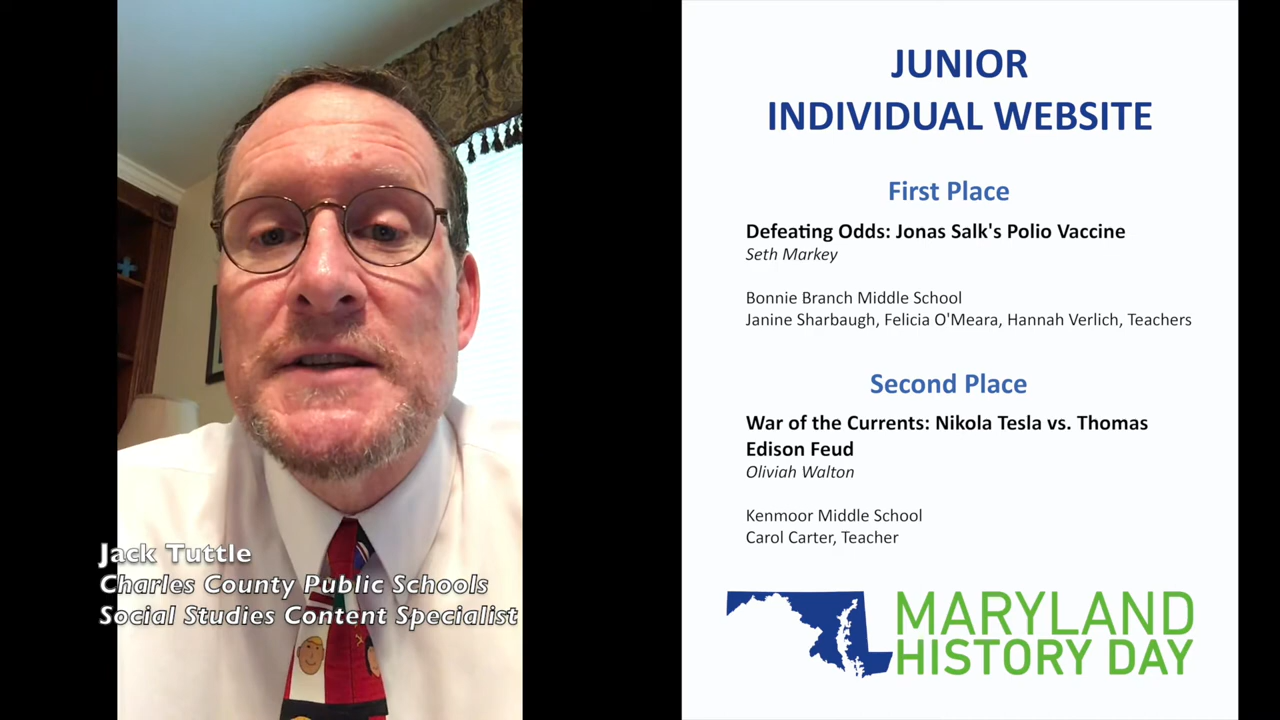 Jack Tuttle
Charles County Public Schools
Social Studies Content Specialist
JUNIOR
INDIVIDUAL WEBSITE
First Place
Defeating Odds: Jonas Salk's Polio Vaccine
Seth Markey
Bonnie Branch Middle School
Janine Sharbaugh, Felicia O'Meara, Hannah Verlich, Teachers
Second Place
War of the Currents: Nikola Tesla vs. Thomas
Edison Feud
Oliviah Walton
Kenmoor Middle School
Carol Carter, Teacher
MARYLAND
HISTORY DAY